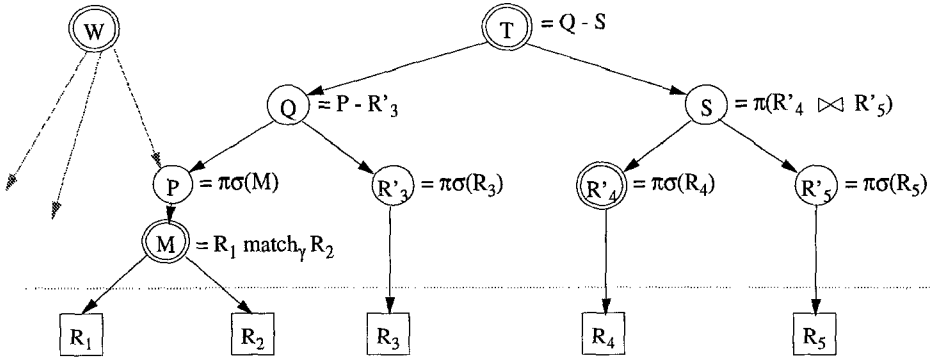 W
T = Q - S
Q = P - R'₃
S = π(R'₄ ⋈ R'₅)
P = πσ(M)
R'₃ = πσ(R₃)
R'₄ = πσ(R₄)
R'₅ = πσ(R₅)
M = R₁ matchᵧ R₂
R₁
R₂
R₃
R₄
R₅